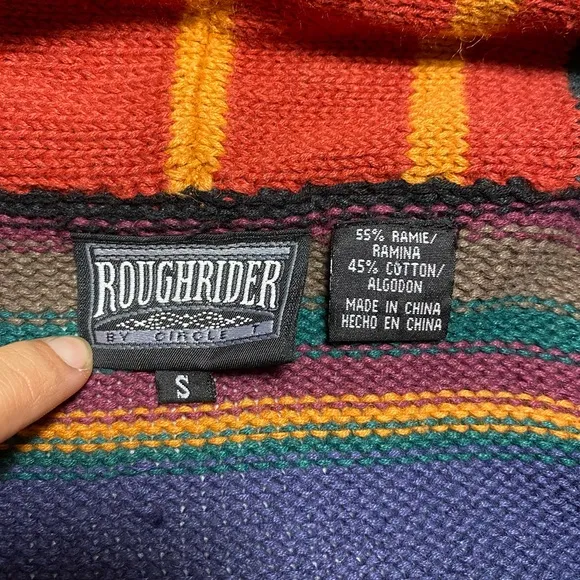 ROUGHRIDER
BY CIRCLE T
S
55% RAMIE/
RAMINA
45% COTTON/
ALGODON
MADE IN CHINA
HECHO EN CHINA